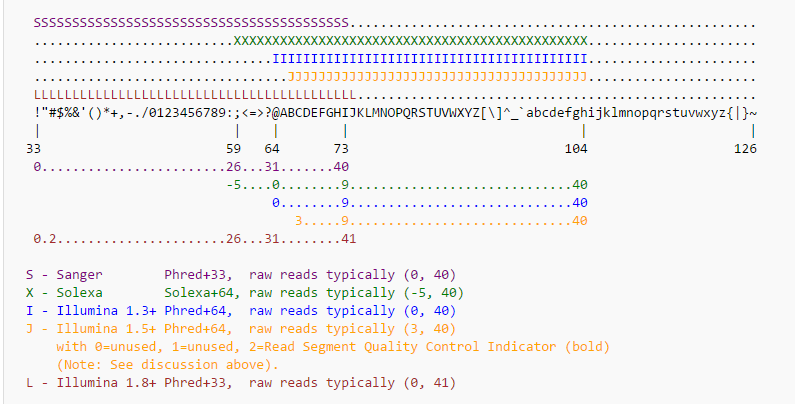 SSSSSSSSSSSSSSSSSSSSSSSSSSSSSSSSSSSSSSSSS.....................................................
..........................XXXXXXXXXXXXXXXXXXXXXXXXXXXXXXXXXXXXXXXXXXXXXX......................
...............................IIIIIIIIIIIIIIIIIIIIIIIIIIIIIIIIIIIIIIIII......................
.................................JJJJJJJJJJJJJJJJJJJJJJJJJJJJJJJJJJJJJJJ......................
LLLLLLLLLLLLLLLLLLLLLLLLLLLLLLLLLLLLLLLLLL....................................................
!"#$%&'()*+,-./0123456789:;<=>?@ABCDEFGHIJKLMNOPQRSTUVWXYZ[\]^_`abcdefghijklmnopqrstuvwxyz{|}~
| | | | | |
33 59 64 73 104 126
0........................26...31.......40
-5....0........9.............................40
0........9.............................40
3.....9.............................40
0.2......................26...31........41
S - Sanger Phred+33, raw reads typically (0, 40)
X - Solexa Solexa+64, raw reads typically (-5, 40)
I - Illumina 1.3+ Phred+64, raw reads typically (0, 40)
J - Illumina 1.5+ Phred+64, raw reads typically (3, 40)
with 0=unused, 1=unused, 2=Read Segment Quality Control Indicator (bold)
(Note: See discussion above).
L - Illumina 1.8+ Phred+33, raw reads typically (0, 41)